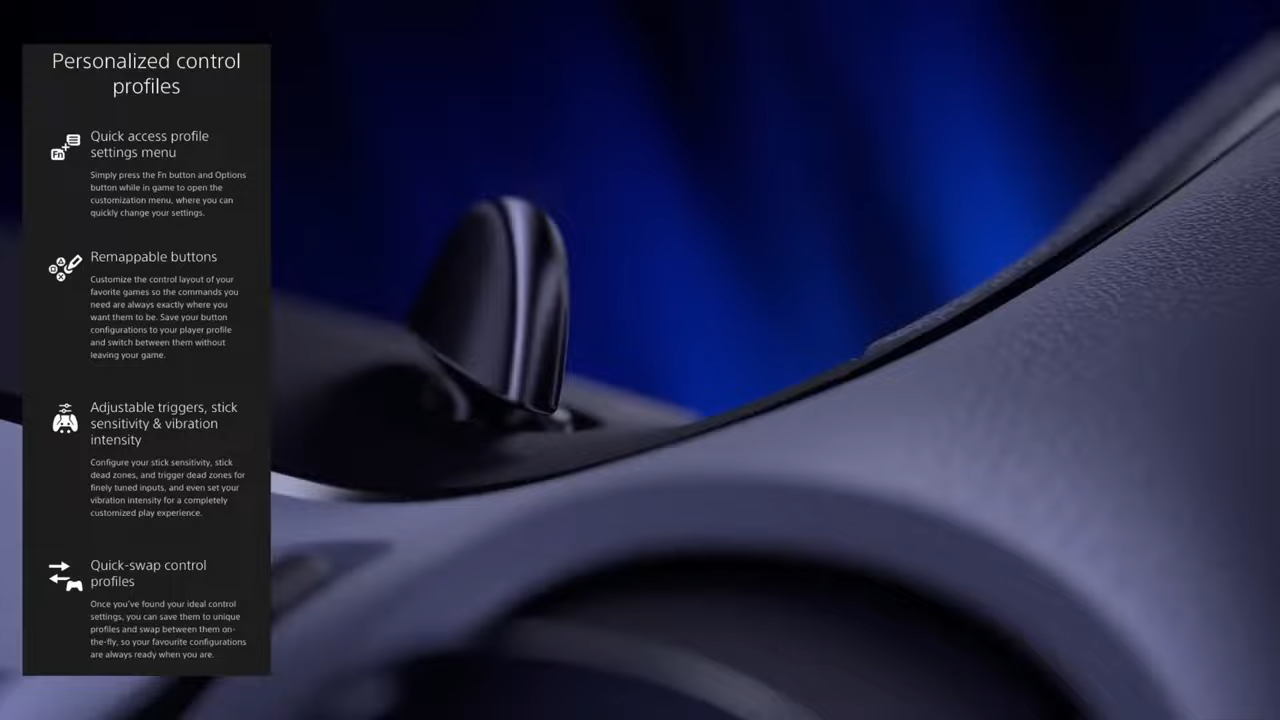 Personalized control
profiles
Quick access profile
settings menu
Fn
Simply press the Fn button and Options
button while in game to open the
customization menu, where you can
quickly change your settings.
Remappable buttons
Customize the control layout of your
favorite games so the commands you
need are always exactly where you
want them to be. Save your button
configurations to your player profile
and switch between them without
leaving your game.
Adjustable triggers, stick
sensitivity & vibration
intensity
Configure your stick sensitivity, stick
dead zones, and trigger dead zones for
finely tuned inputs, and even set your
vibration intensity for a completely
customized play experience.
Quick-swap control
profiles
Once you've found your ideal control
settings, you can save them to unique
profiles and swap between them on-
the-fly, so your favourite configurations
are always ready when you are.